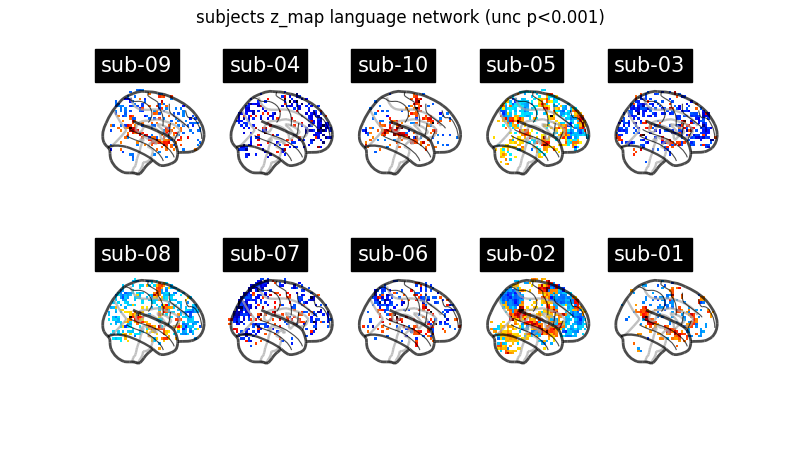 subjects z_map language network (unc p<0.001)
sub-09
sub-04
sub-10
sub-05
sub-03
sub-08
sub-07
sub-06
sub-02
sub-01